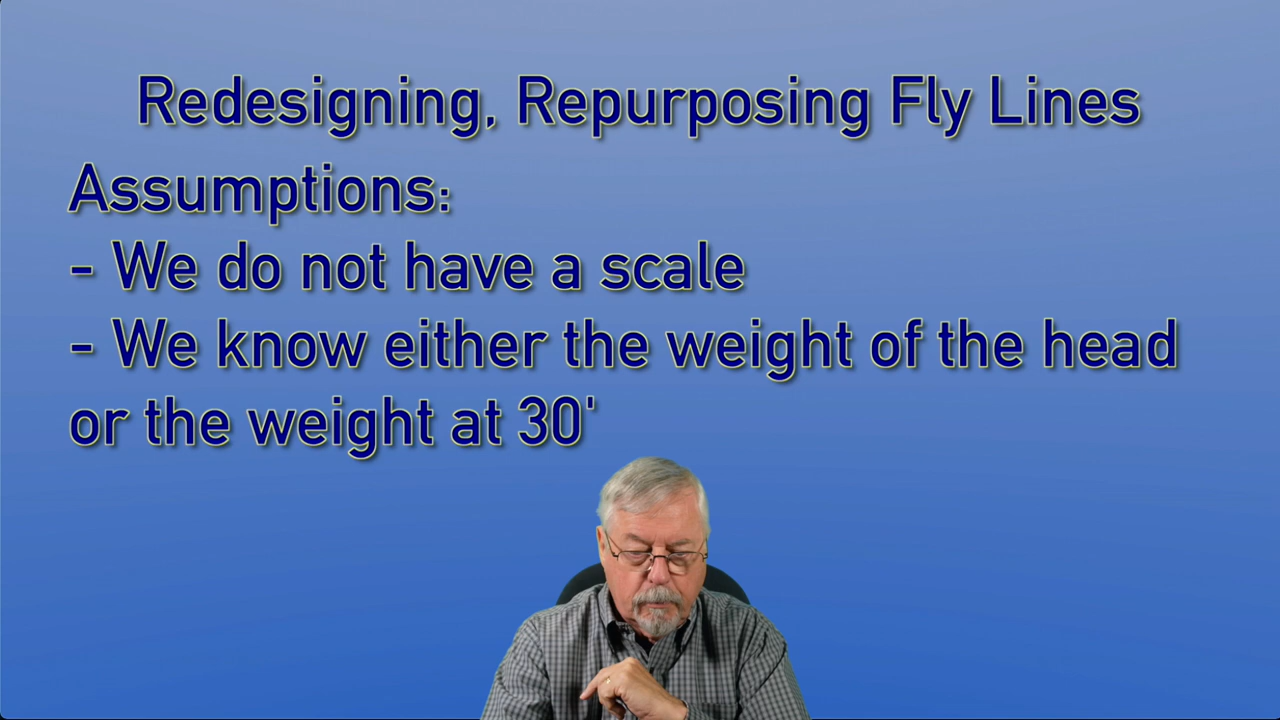 Redesigning, Repurposing Fly Lines
Assumptions:
- We do not have a scale
- We know either the weight of the head
or the weight at 30'